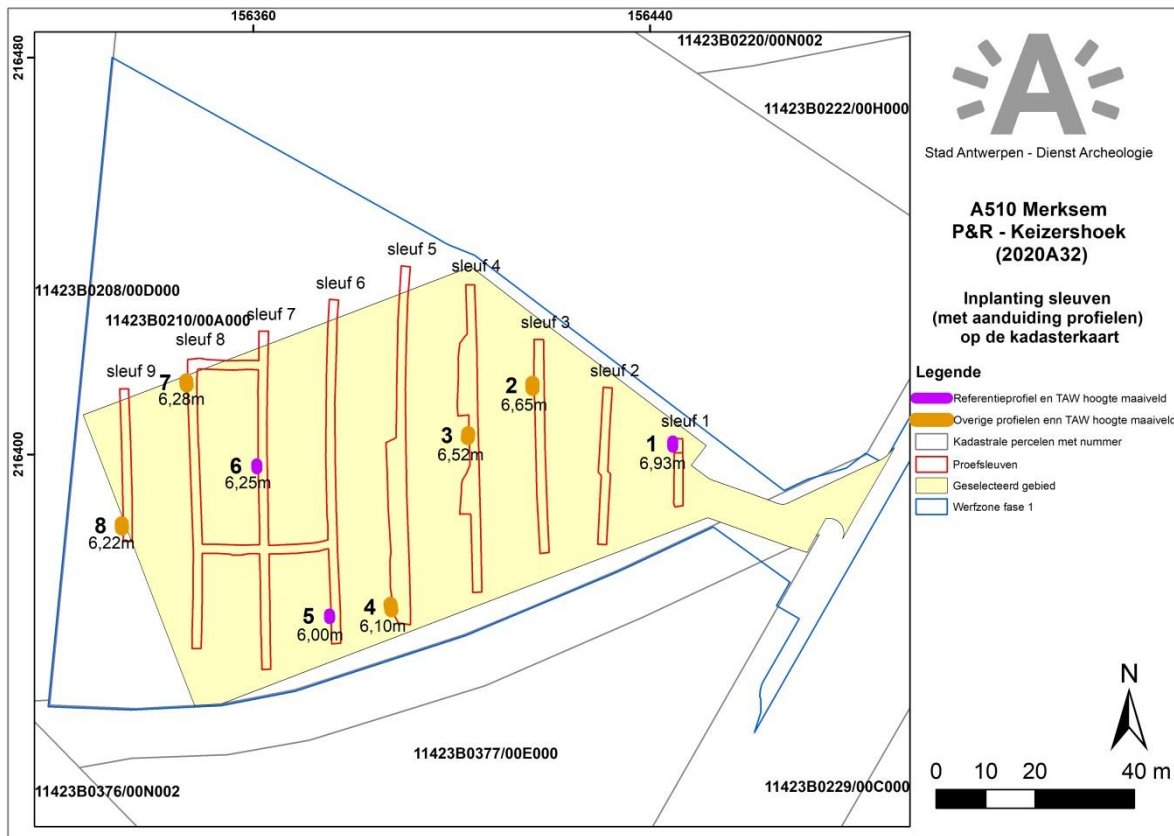 156360
156440
216480
216400
11423B0220/00N002
11423B0222/00H000
11423B0208/00D000
11423B0210/00A000
sleuf 5
sleuf 4
sleuf 6
sleuf 7
sleuf 3
sleuf 8
sleuf 9
sleuf 2
sleuf 1
7
6,28m
2
6,65m
3
6,52m
1
6,93m
6
6,25m
8
6,22m
5
6,00m
4
6,10m
11423B0377/00E000
11423B0376/00N002
11423B0229/00C000
A
Stad Antwerpen - Dienst Archeologie
A510 Merksem
P&R - Keizershoek
(2020A32)
Inplanting sleuven
(met aanduiding profielen)
op de kadasterkaart
Legende
Referentieprofiel en TAW hoogte maaiveld
Overige profielen enn TAW hoogte maaiveld
Kadastrale percelen met nummer
Proefsleuven
Geselecteerd gebied
Werfzone fase 1
N
0 10 20 40 m